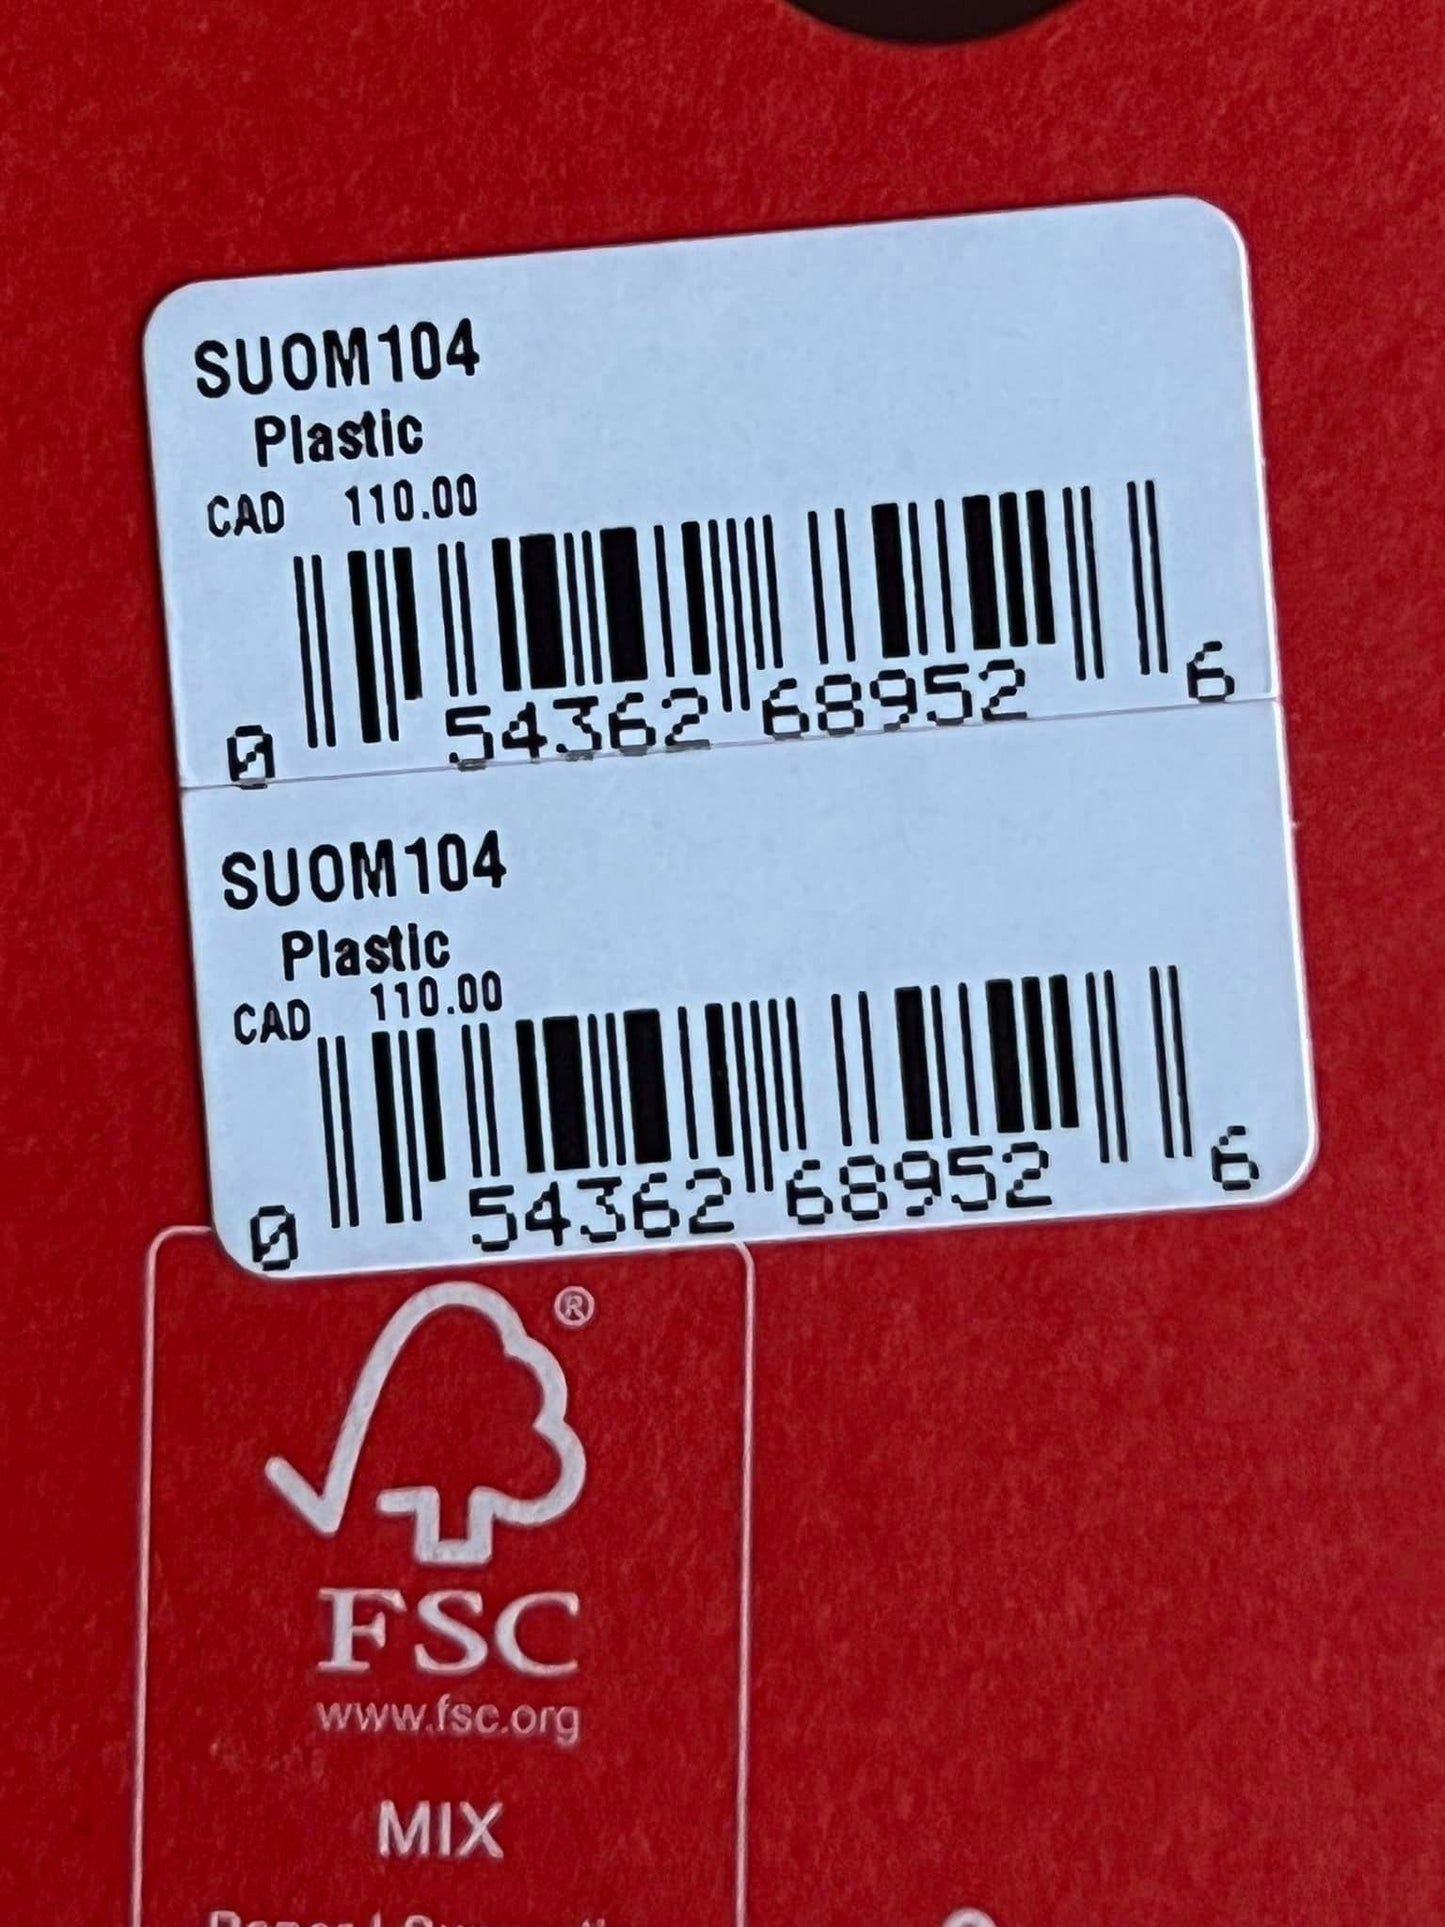 SUOM104
Plastic
CAD 110.00
0 54362 68952 6
SUOM104
Plastic
CAD 110.00
0 54362 68952 6
®
FSC
www.fsc.org
MIX